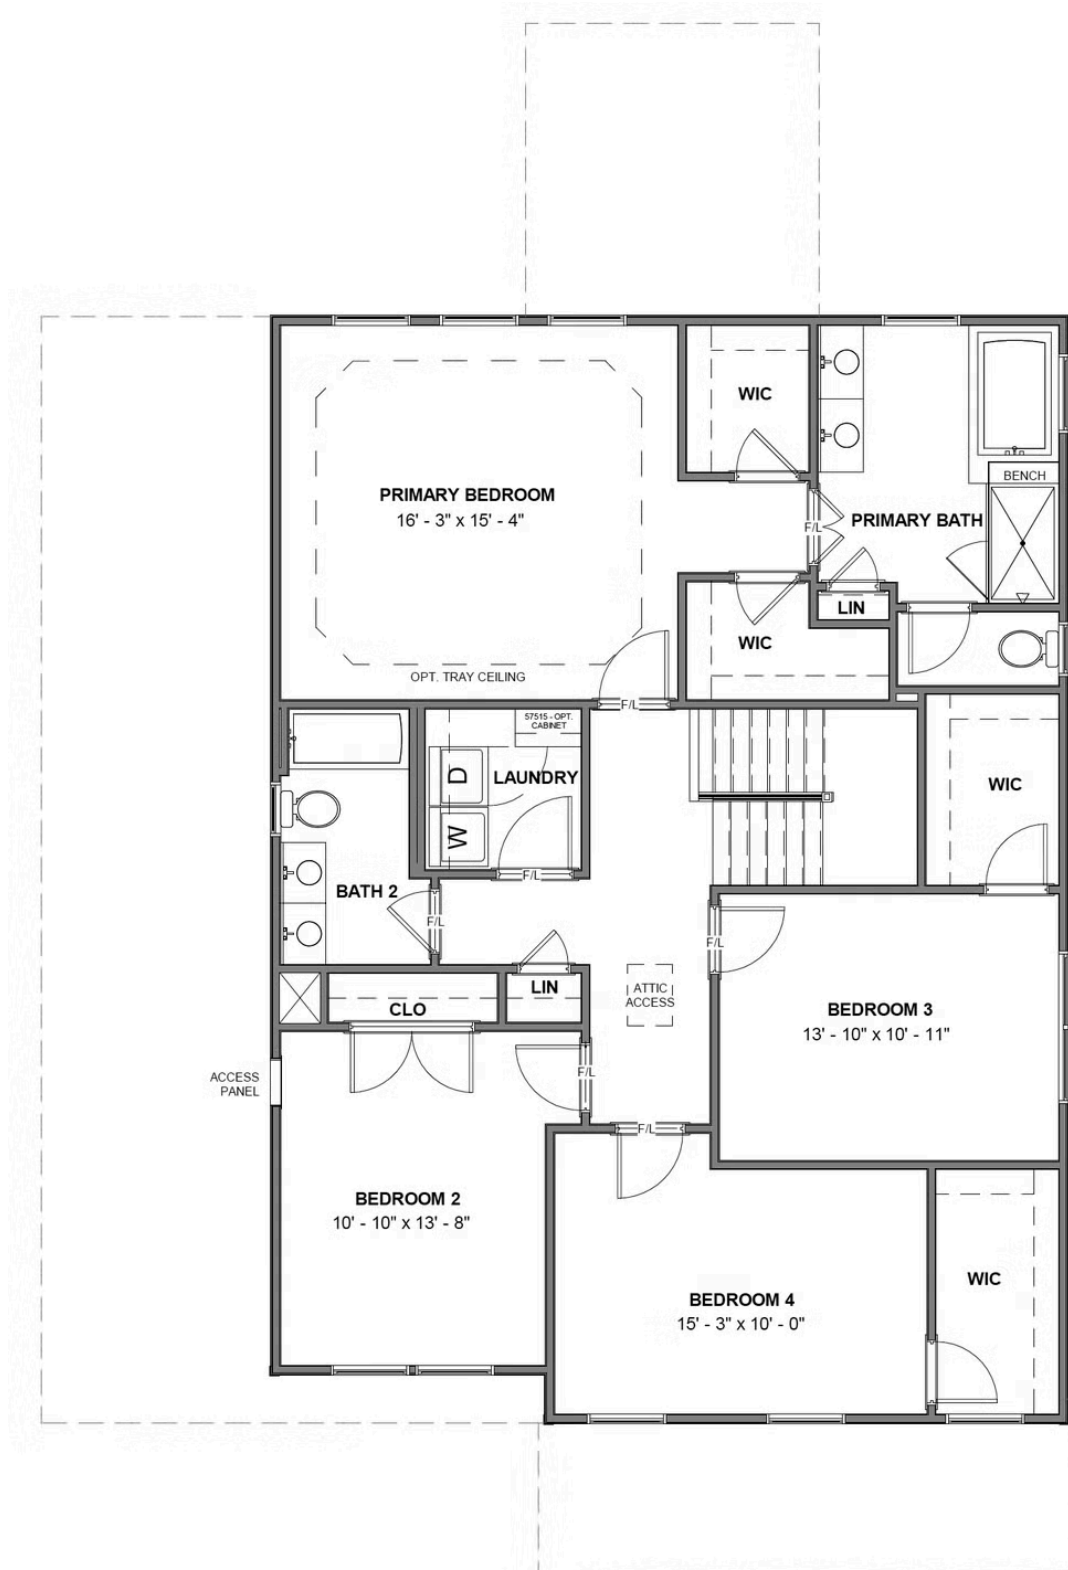 WIC
PRIMARY BEDROOM
16' - 3" x 15' - 4"
BENCH
F/L
PRIMARY BATH
LIN
WIC
OPT. TRAY CEILING
F/L
57515 - OPT.
CABINET
D
LAUNDRY
WIC
W
F/L
BATH 2
F/L
F/L
LIN
ATTIC
ACCESS
CLO
BEDROOM 3
13' - 10" x 10' - 11"
F/L
ACCESS
PANEL
F/L
BEDROOM 2
10' - 10" x 13' - 8"
WIC
BEDROOM 4
15' - 3" x 10' - 0"